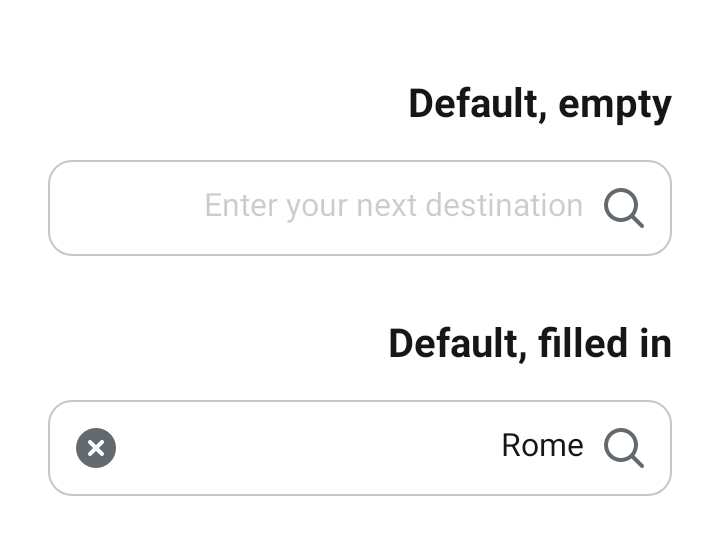 Default, empty
Enter your next destination
Default, filled in
Rome